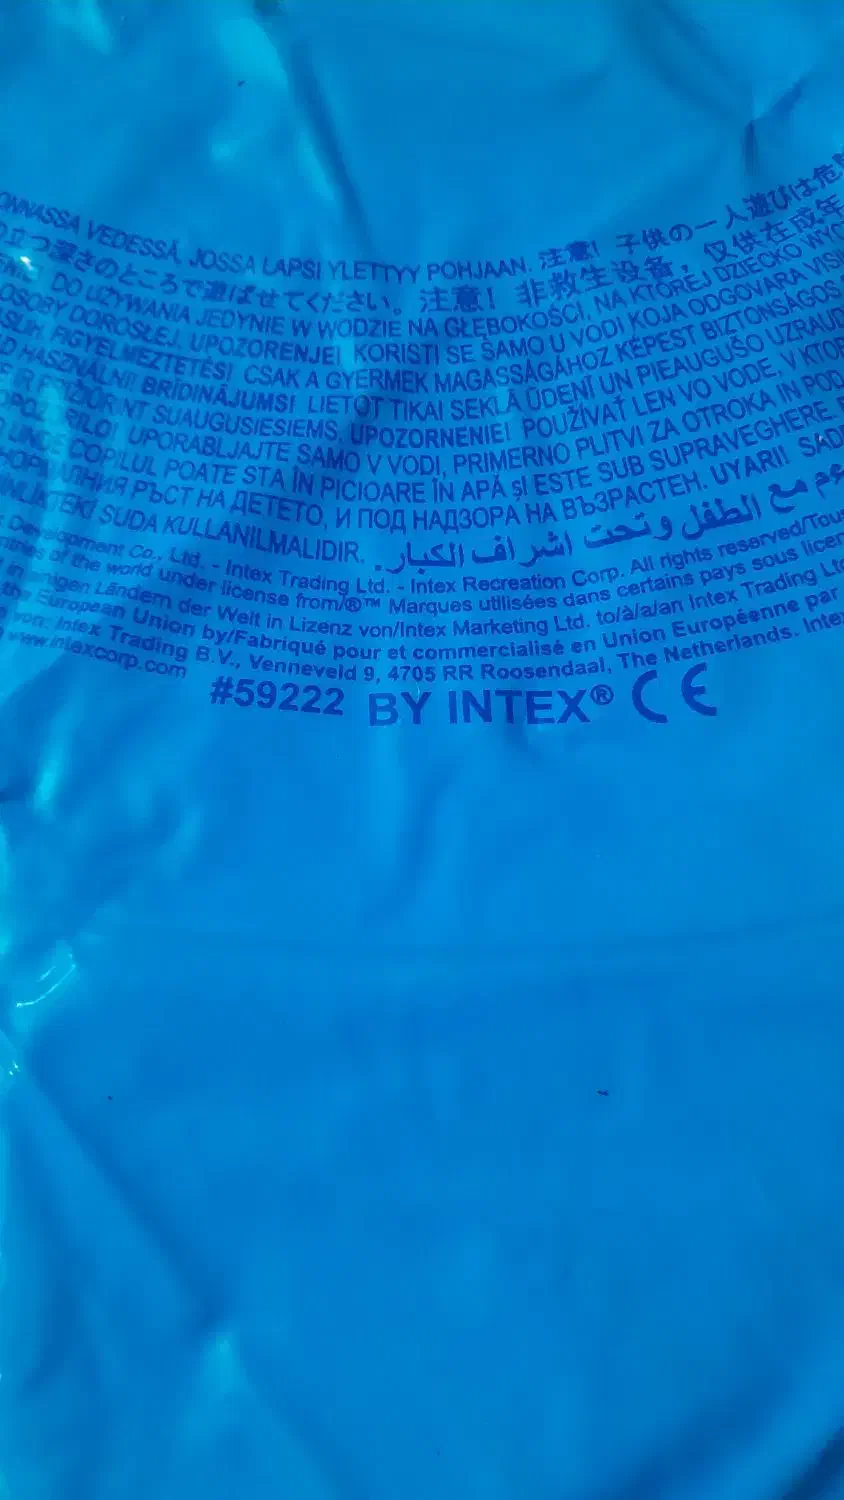 VEDESSÄ, JOSSA LAPSI YLETTYY POHJAAN. 注意! 子供の一人遊びは危
立つ深さのところで遊ばせてください。 注意! 非救生设备, 仅供在成年
DO UŻYWANIA JEDYNIE W WODZIE NA GŁĘBOKOŚCI, NA KTÓREJ DZIECKO
OSOBY DOROSŁEJ. UPOZORENJE! KORISTI SE SAMO U VODI KOJA ODGOVARA
FIGYELMEZTETÉS! CSAK A GYERMEK MAGASSÁGÁHOZ KÉPEST BIZTONSÁGOS
HASZNÁLNI! BRĪDINĀJUMS! LIETOT TIKAI SEKLĀ ŪDENĪ UN PIEAUGUŠO
PRIŽIŪRINT SUAUGUSIESIEMS. UPOZORNENIE! POUŽÍVAŤ LEN VO VODE, V
UPORABLJAJTE SAMO V VODI, PRIMERNO PLITVI ZA OTROKA IN POD
UNDE COPILUL POATE STA ÎN PICIOARE ÎN APĂ ȘI ESTE SUB SUPRAVEGHERE.
РЪСТ НА ДЕТЕТО, И ПОД НАДЗОРА НА ВЪЗРАСТЕН. UYARI!
SUDA KULLANILMALIDIR. مع الطفل و تحت اشراف الكبار.
Development Co., Ltd. - Intex Trading Ltd. - Intex Recreation Corp. All rights reserved/Tous
of the world under license from/®™ Marques utilisées dans certains pays sous
in einigen Ländern der Welt in Lizenz von/Intex Marketing Ltd. to/à/a/an Intex Trading
the European Union by/Fabriqué pour et commercialisé en Union Européenne par
von: Intex Trading B.V., Venneveld 9, 4705 RR Roosendaal, The Netherlands.
www.intexcorp.com
#59222 BY INTEX® CE